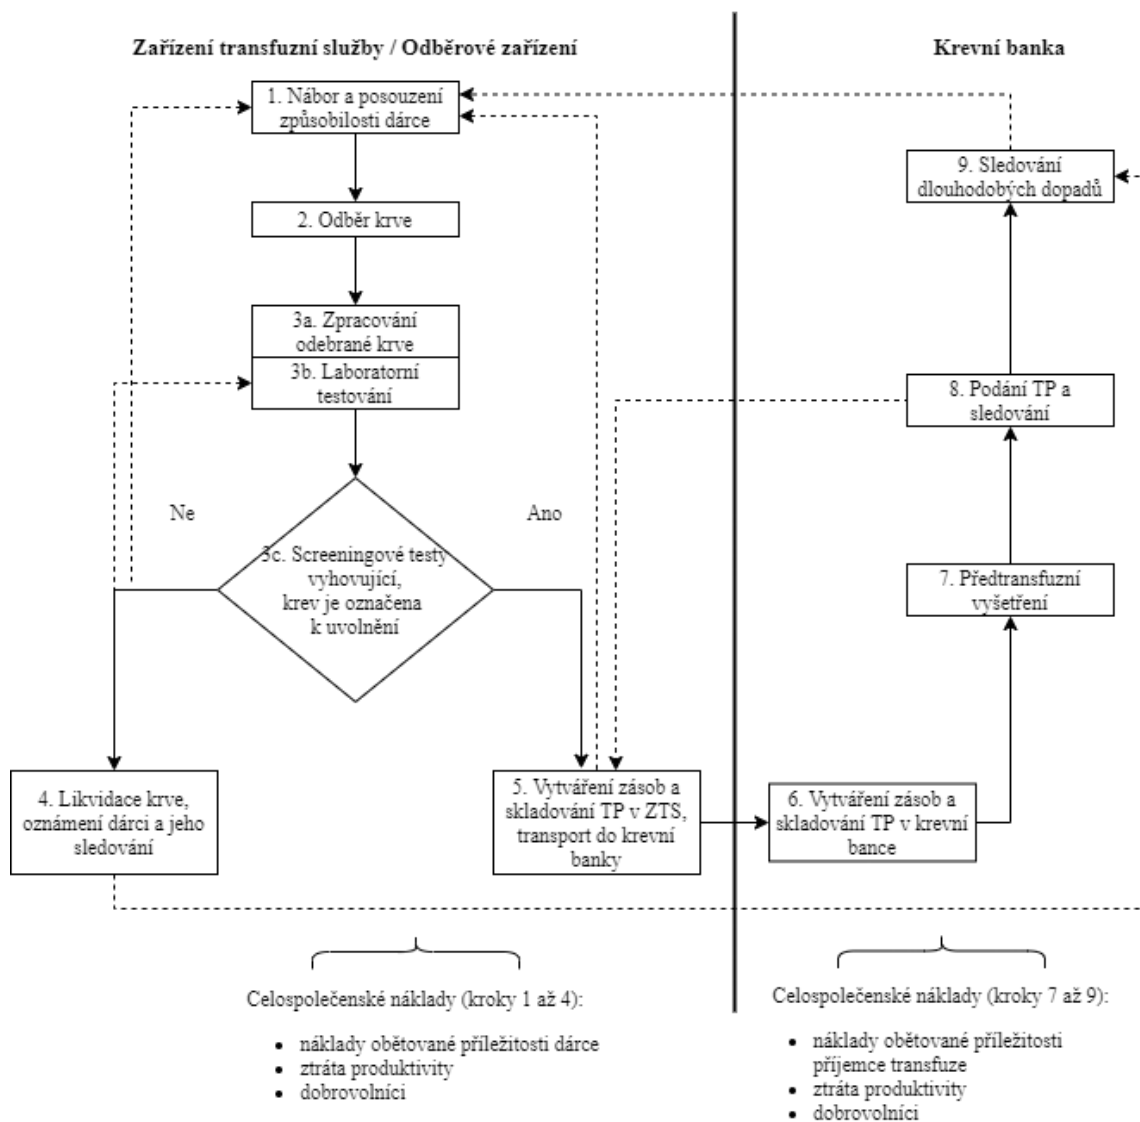 Zařízení transfuzní služby / Odběrové zařízení
Krevní banka
1. Nábor a posouzení
způsobilosti dárce
9. Sledování
dlouhodobých dopadů
2. Odběr krve
3a. Zpracování
odebrané krve
3b. Laboratorní
testování
8. Podání TP a
sledování
Ne
Ano
3c. Screeningové testy
vyhovující,
krev je označena
k uvolnění
7. Předtransfuzní
vyšetření
4. Likvidace krve,
oznámení dárci a jeho
sledování
5. Vytváření zásob a
skladování TP v ZTS,
transport do krevní
banky
6. Vytváření zásob a
skladování TP v krevní
bance
Celospolečenské náklady (kroky 1 až 4):
• náklady obětované příležitosti dárce
• ztráta produktivity
• dobrovolníci
Celospolečenské náklady (kroky 7 až 9):
• náklady obětované příležitosti
příjemce transfuze
• ztráta produktivity
• dobrovolníci